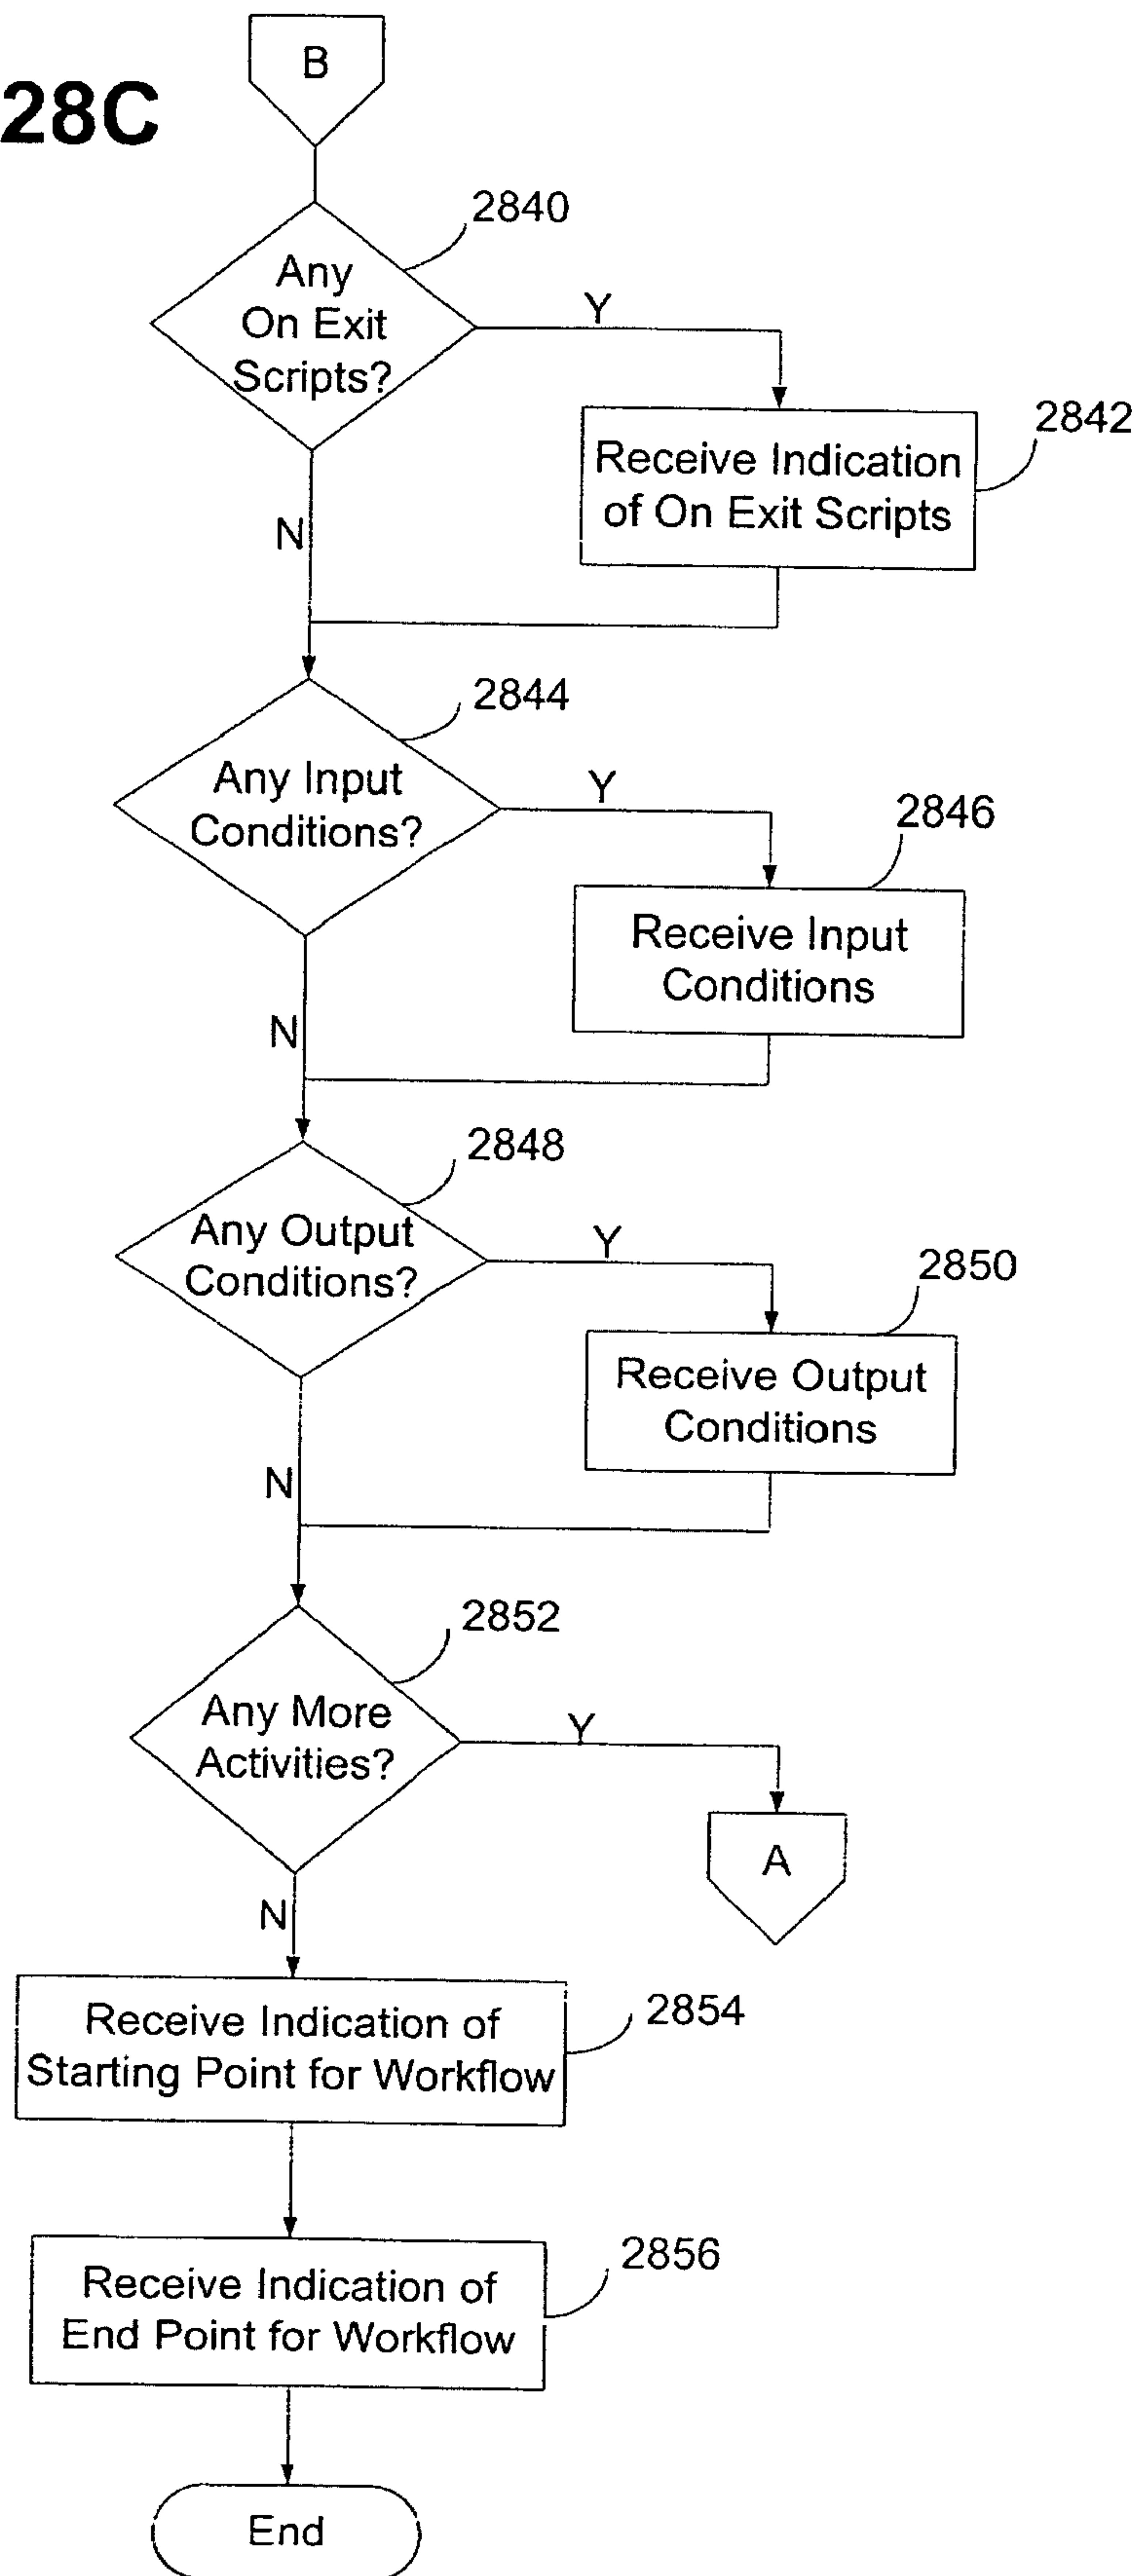 B
28C
2840
Any
On Exit
Scripts?
Y
2842
Receive Indication
of On Exit Scripts
N
2844
Any Input
Conditions?
Y
2846
Receive Input
Conditions
N
2848
Any Output
Conditions?
Y
2850
Receive Output
Conditions
N
2852
Any More
Activities?
Y
A
N
2854
Receive Indication of
Starting Point for Workflow
2856
Receive Indication of
End Point for Workflow
End